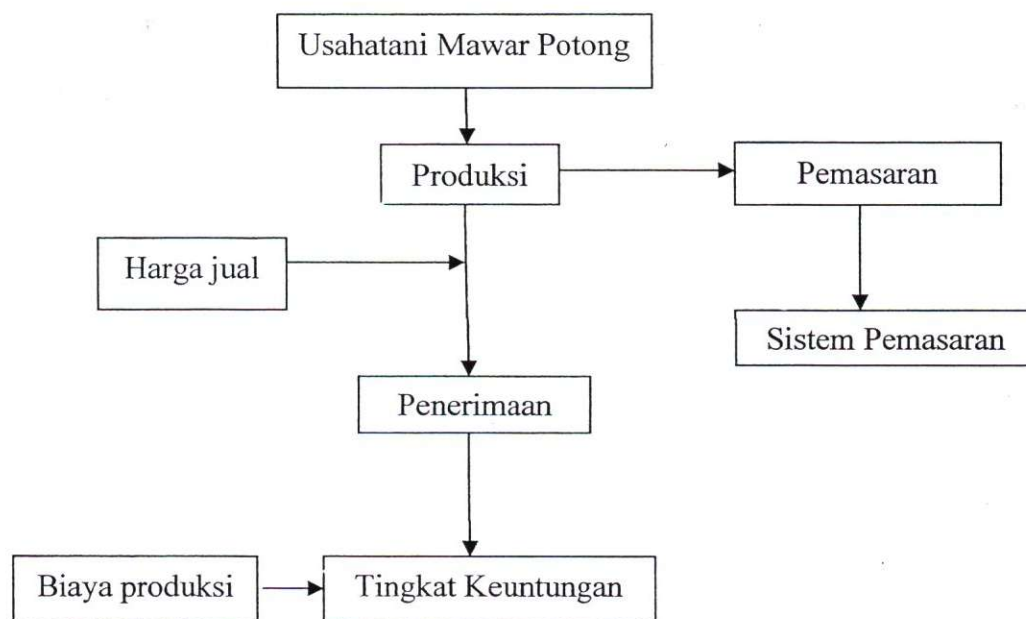 Usahatani Mawar Potong
Produksi
Pemasaran
Harga jual
Sistem Pemasaran
Penerimaan
Biaya produksi
Tingkat Keuntungan